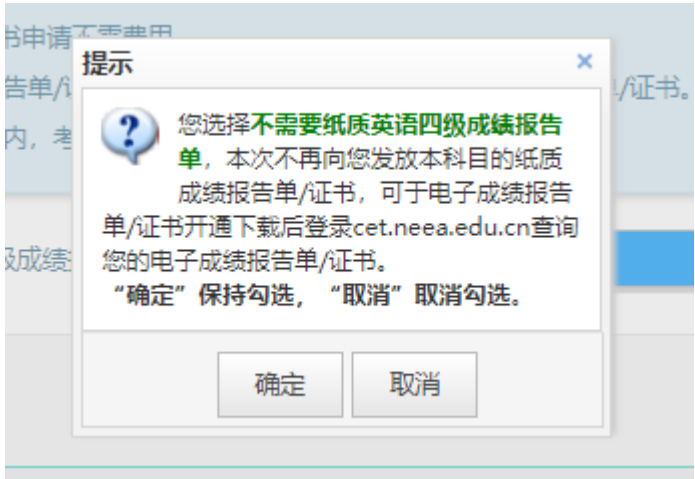 书申请不需费用
提示
×
告单/
/证书。
内，考
您选择不需要纸质英语四级成绩报告
单，本次不再向您发放本科目的纸质
成绩报告单/证书，可于电子成绩报告
单/证书开通下载后登录cet.neea.edu.cn查询
您的电子成绩报告单/证书。
“确定”保持勾选，“取消”取消勾选。
及成绩
确定
取消